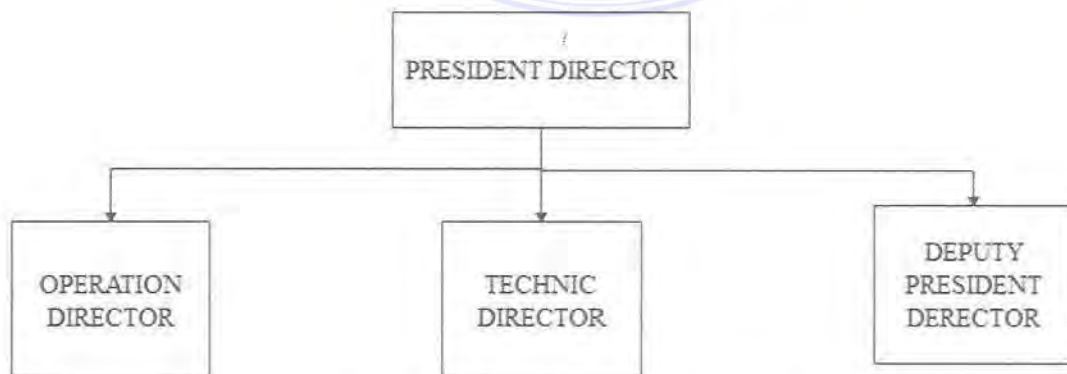 PRESIDENT DIRECTOR
OPERATION
DIRECTOR
TECHNIC
DIRECTOR
DEPUTY
PRESIDENT
DERECTOR